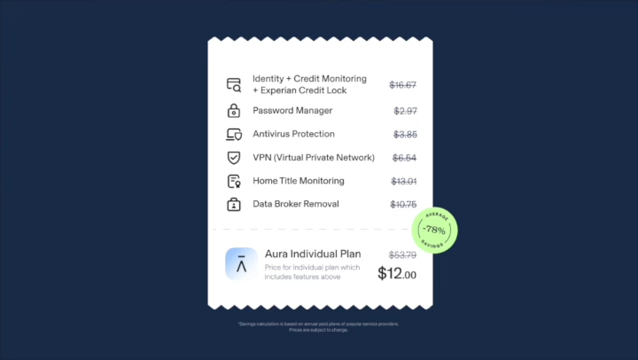 Identity + Credit Monitoring
+ Experian Credit Lock $16.67
Password Manager $2.97
Antivirus Protection $3.85
VPN (Virtual Private Network) $6.54
Home Title Monitoring $13.01
Data Broker Removal $10.75
AVERAGE
-78%
SAVINGS
Aura Individual Plan $53.79
Price for Individual plan which
includes features above
$12.00
*Savings calculation is based on annual paid plans of popular service providers.
Prices are subject to change.